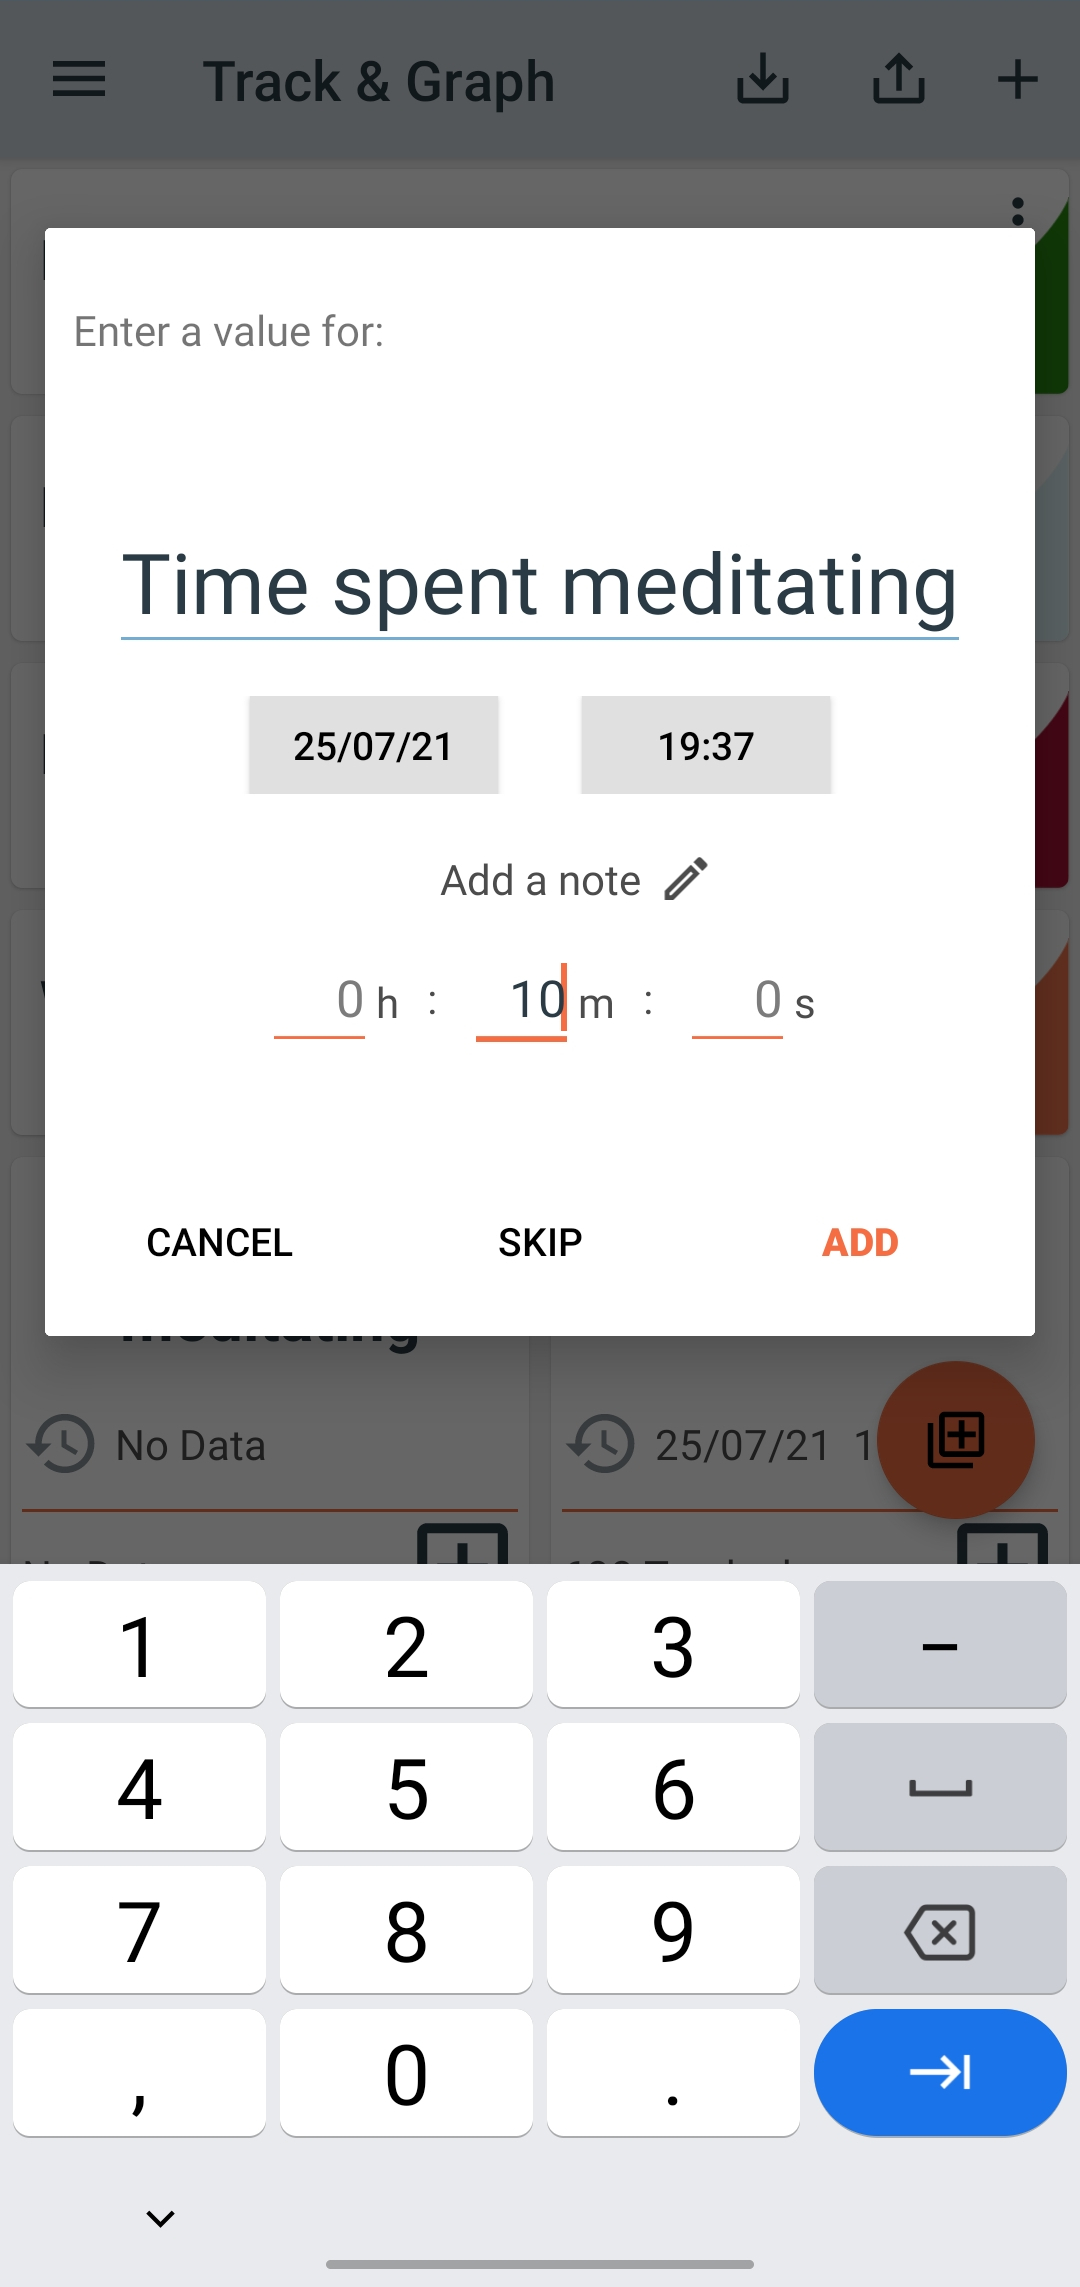 Track & Graph
Enter a value for:
Time spent meditating
25/07/21 19:37
Add a note
0 h : 10 m : 0 s
CANCEL SKIP ADD
meditating
No Data 25/07/21 1
1 2 3 –
4 5 6
7 8 9
, 0 .